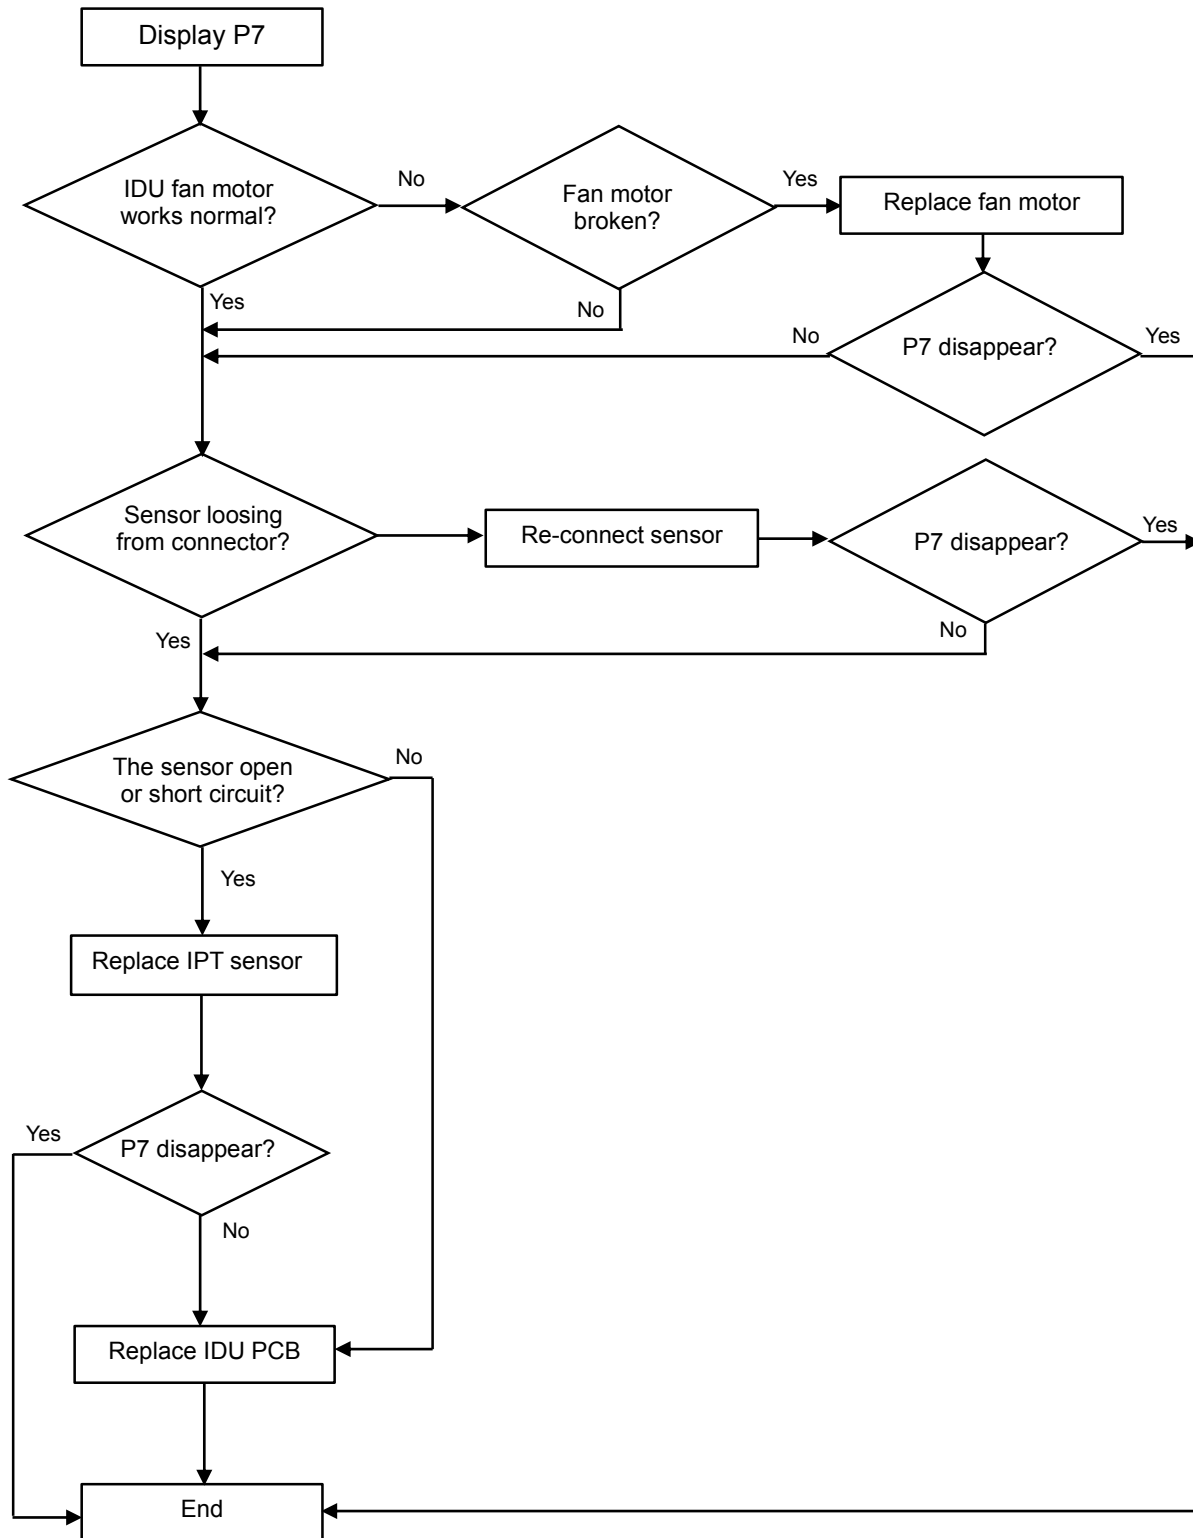 Display P7
IDU fan motor
works normal?
No
Fan motor
broken?
Yes
Replace fan motor
Yes
No
No
P7 disappear?
Yes
Sensor loosing
from connector?
Re-connect sensor
P7 disappear?
Yes
Yes
No
The sensor open
or short circuit?
No
Yes
Replace IPT sensor
Yes
P7 disappear?
No
Replace IDU PCB
End